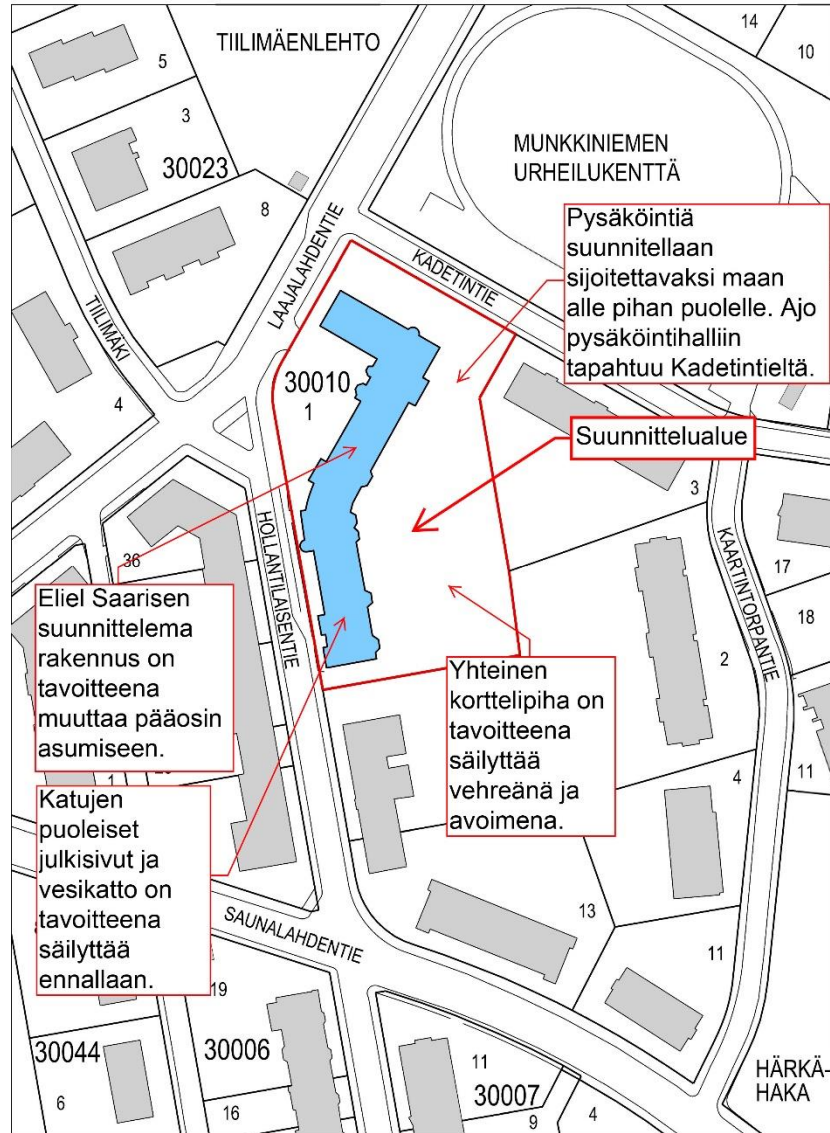 TIILIMÄENLEHTO
14
10
5
3
30023
8
MUNKKINIEMEN
URHEILUKENTTÄ
LAAJALAHDENTIE
KADETINTIE
Pysäköintiä
suunnitellaan
sijoitettavaksi maan
alle pihan puolelle. Ajo
pysäköintihalliin
tapahtuu Kadetintieltä.
TIILIMÄKI
4
30010
1
Suunnittelualue
3
HOLLANTILAISENTIE
KAARTINTORPANTIE
36
17
18
2
11
Eliel Saarisen
suunnittelema
rakennus on
tavoitteena
muuttaa pääosin
asumiseen.
Yhteinen
korttelipiha on
tavoitteena
säilyttää
vehreänä ja
avoimena.
1
4
Katujen
puoleiset
julkisivut ja
vesikatto on
tavoitteena
säilyttää
ennallaan.
SAUNALAHDENTIE
13
11
19
30044
6
30006
16
11
30007
9
4
HÄRKÄ-
HAKA